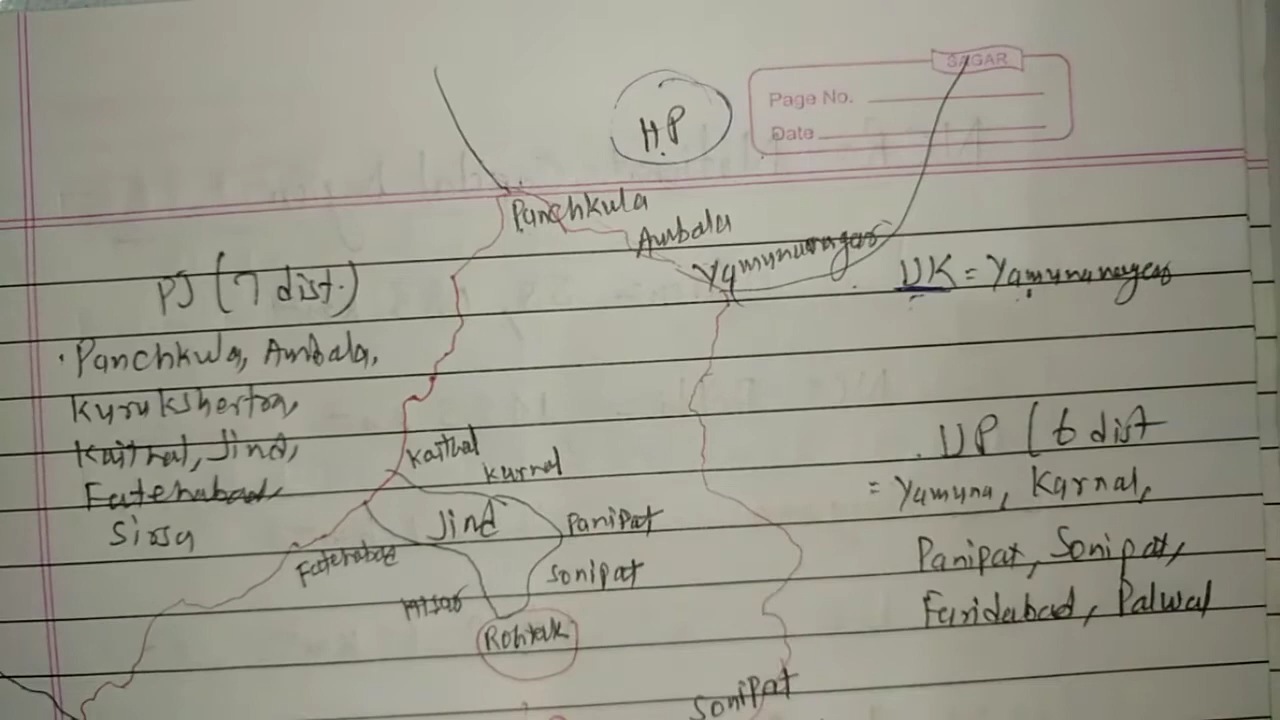 SAGAR
Page No.
Date
H.P
Panchkula
Ambala
Yamunanagar
UK = Yamunanagar
PJ (7 dist.)
Panchkula, Ambala,
Kurukshertra,
Kaithal, Jind,
Fatehabad,
Sirsa
Kaithal
Karnal
Jind
Panipat
Fatehabad
Sonipat
Hisar
Rohtak
UP (6 dist
= Yamuna, Karnal,
Panipat, Sonipat,
Faridabad, Palwal
Sonipat